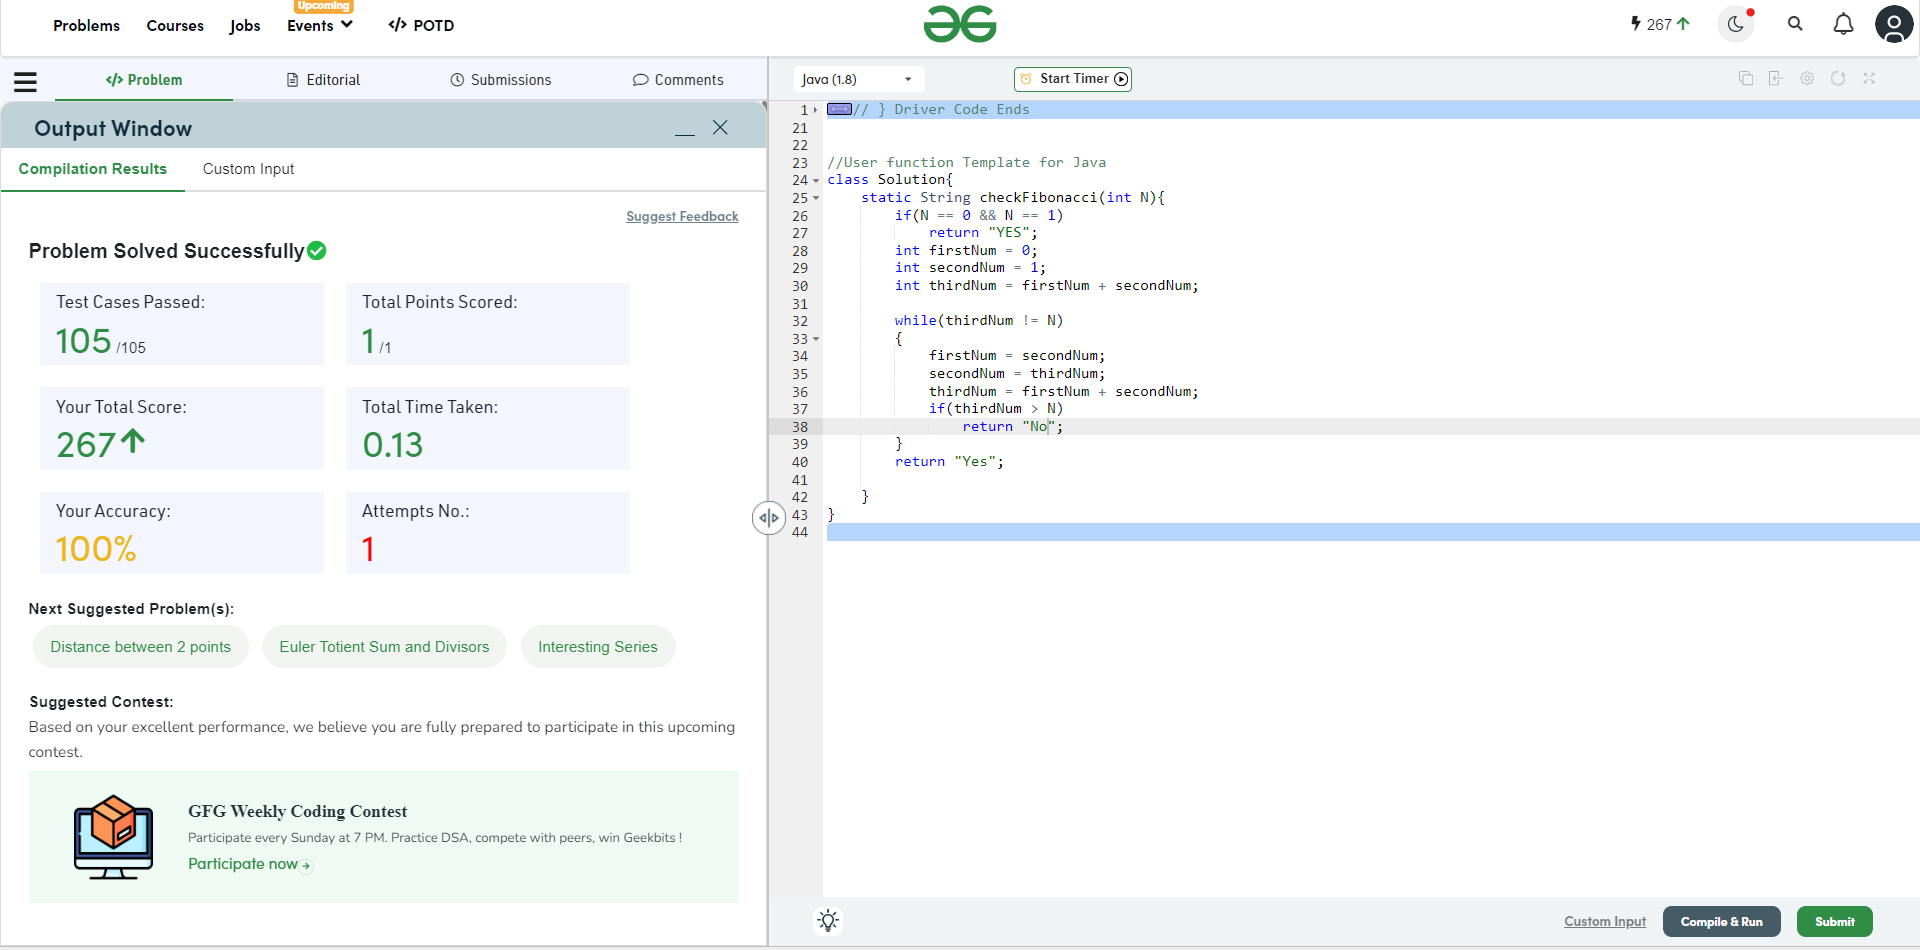 Problems Courses Jobs Upcoming Events </> POTD 267
</> Problem Editorial Submissions Comments
Output Window
Compilation Results Custom Input
Suggest Feedback
Problem Solved Successfully
Test Cases Passed: Total Points Scored:
105 /105 1 /1
Your Total Score: Total Time Taken:
267 0.13
Your Accuracy: Attempts No.:
100% 1
Next Suggested Problem(s):
Distance between 2 points Euler Totient Sum and Divisors Interesting Series
Suggested Contest:
Based on your excellent performance, we believe you are fully prepared to participate in this upcoming
contest.
GFG Weekly Coding Contest
Participate every Sunday at 7 PM. Practice DSA, compete with peers, win Geekbits !
Participate now
Java (1.8) Start Timer
1 // } Driver Code Ends
21
22
23 //User function Template for Java
24 class Solution{
25     static String checkFibonacci(int N){
26         if(N == 0 && N == 1)
27             return "YES";
28         int firstNum = 0;
29         int secondNum = 1;
30         int thirdNum = firstNum + secondNum;
31
32         while(thirdNum != N)
33         {
34             firstNum = secondNum;
35             secondNum = thirdNum;
36             thirdNum = firstNum + secondNum;
37             if(thirdNum > N)
38                 return "No";
39         }
40         return "Yes";
41
42     }
43 }
44
Custom Input Compile & Run Submit